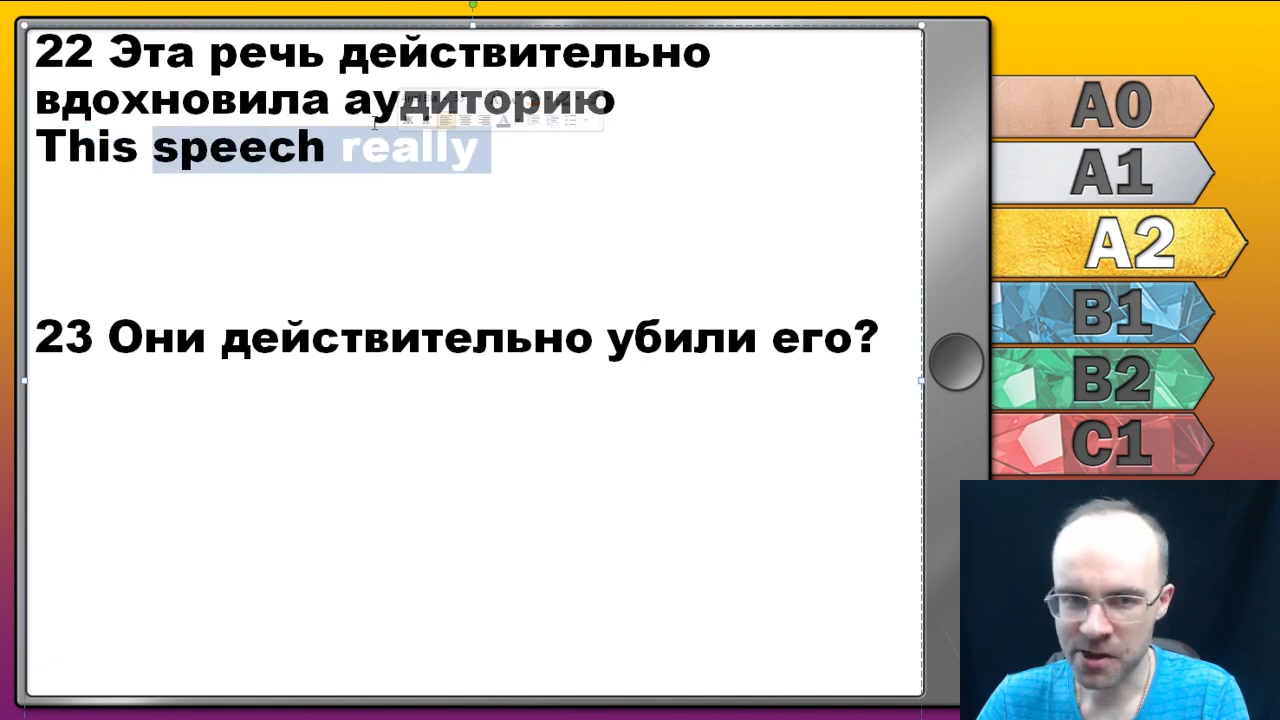 22 Эта речь действительно
вдохновила аудиторию
This speech really
23 Они действительно убили его?
A0
A1
A2
B1
B2
C1